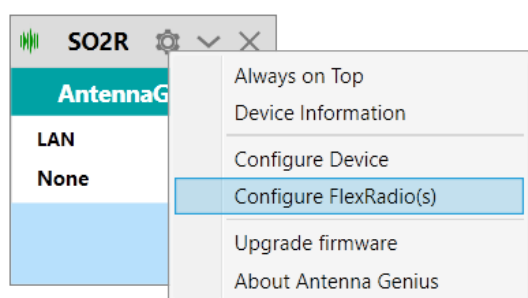 SO2R
AntennaG
LAN
None
Always on Top
Device Information
Configure Device
Configure FlexRadio(s)
Upgrade firmware
About Antenna Genius